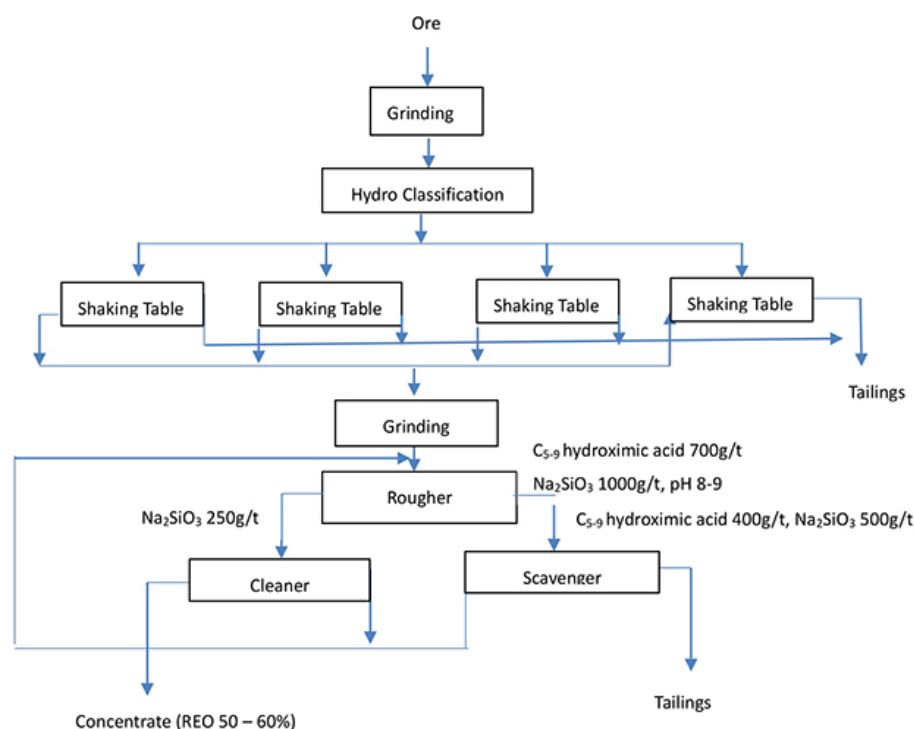 Ore
Grinding
Hydro Classification
Shaking Table
Shaking Table
Shaking Table
Shaking Table
Tailings
Grinding
C₅₋₉ hydroximic acid 700g/t
Rougher
Na₂SiO₃ 1000g/t, pH 8-9
Na₂SiO₃ 250g/t
C₅₋₉ hydroximic acid 400g/t, Na₂SiO₃ 500g/t
Cleaner
Scavenger
Tailings
Concentrate (REO 50 – 60%)